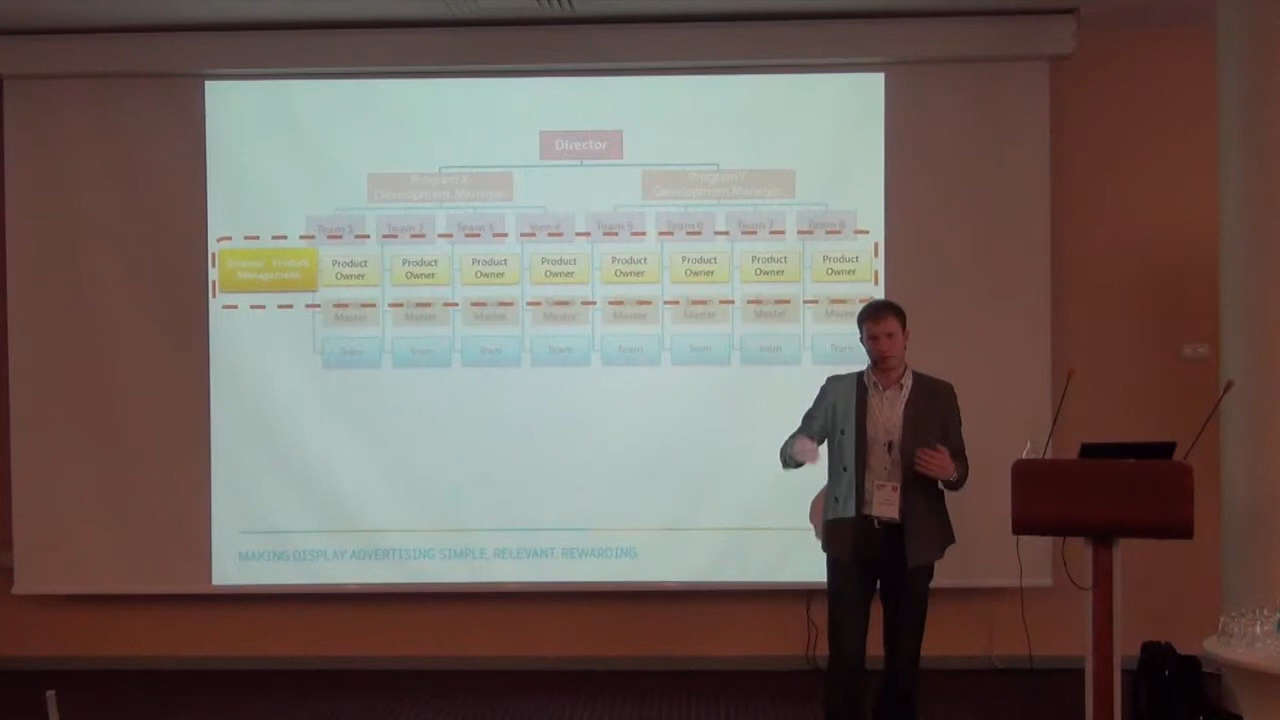 Director
Program X Program Y
Development Manager Development Manager
Team 1 Team 2 Team 3 Team 4 Team 5 Team 6 Team 7 Team 8
Director Product Product Product Product Product Product Product Product Product
Management Owner Owner Owner Owner Owner Owner Owner Owner
Master Master Master Master Master Master Master Master
Team Team Team Team Team Team Team Team
MAKING DISPLAY ADVERTISING SIMPLE, RELEVANT, REWARDING